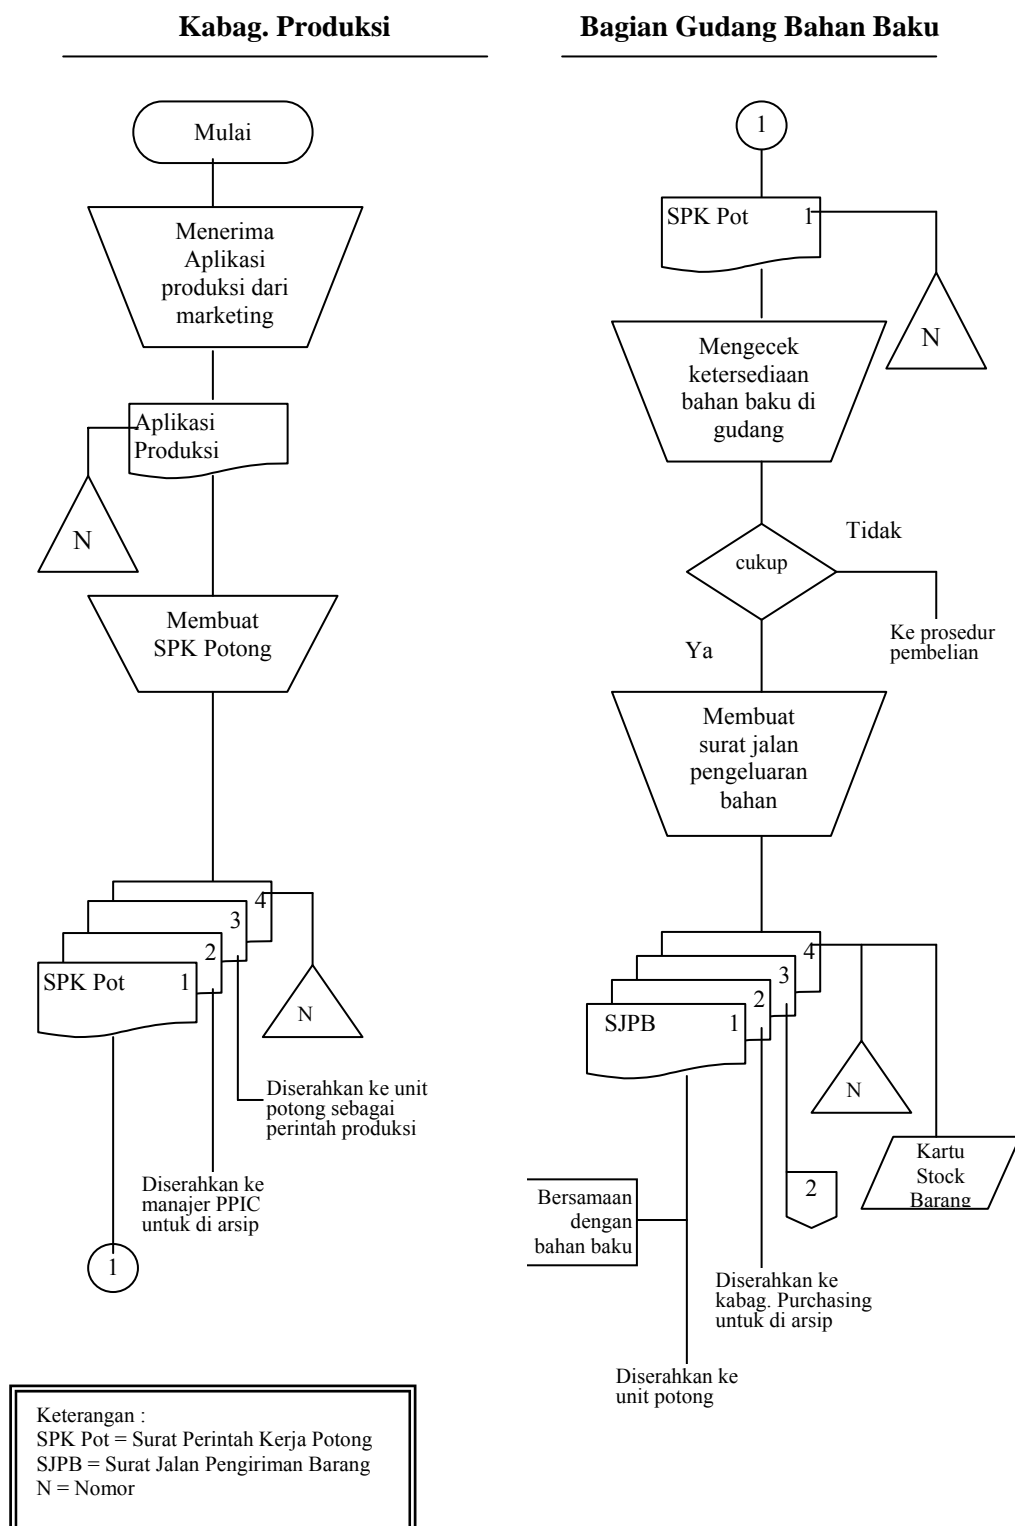 Kabag. Produksi
Mulai
Menerima
Aplikasi
produksi dari
marketing
Aplikasi
Produksi
N
Membuat
SPK Potong
4
3
2
SPK Pot 1
N
Diserahkan ke unit
potong sebagai
perintah produksi
Diserahkan ke
manajer PPIC
untuk di arsip
1
Bagian Gudang Bahan Baku
1
SPK Pot 1
N
Mengecek
ketersediaan
bahan baku di
gudang
cukup
Tidak
Ke prosedur
pembelian
Ya
Membuat
surat jalan
pengeluaran
bahan
4
3
2
SJPB 1
N
Kartu
Stock
Barang
2
Bersamaan
dengan
bahan baku
Diserahkan ke
kabag. Purchasing
untuk di arsip
Diserahkan ke
unit potong
Keterangan :
SPK Pot = Surat Perintah Kerja Potong
SJPB = Surat Jalan Pengiriman Barang
N = Nomor